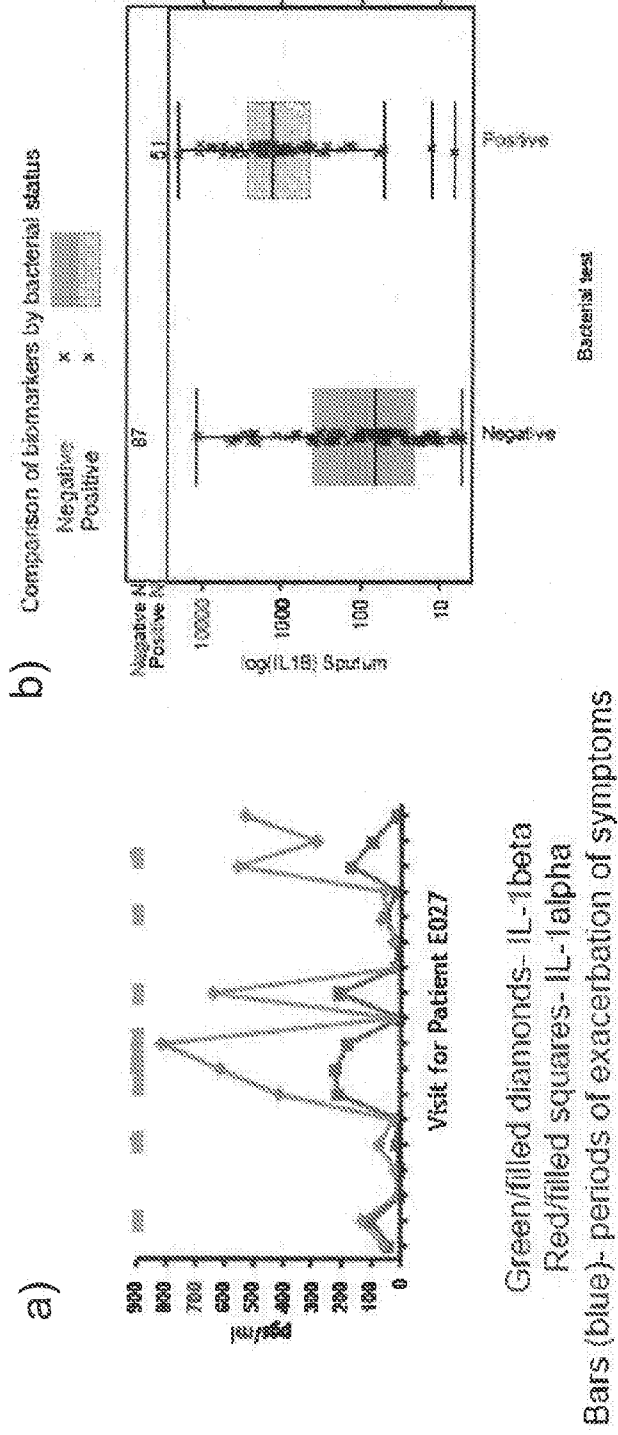 a)
900
800
700
600
500
400
300
200
100
0
pgs/ml
Visit for Patient E027
Green/filled diamonds- IL-1beta
Red/filled squares- IL-1alpha
Bars (blue)- periods of exacerbation of symptoms
b)
Comparison of biomarkers by bacterial status
Negative
Positive
Negative N
Positive N
87
51
10000
1000
100
10
log(IL1B) Sputum
Negative
Positive
Bacterial test